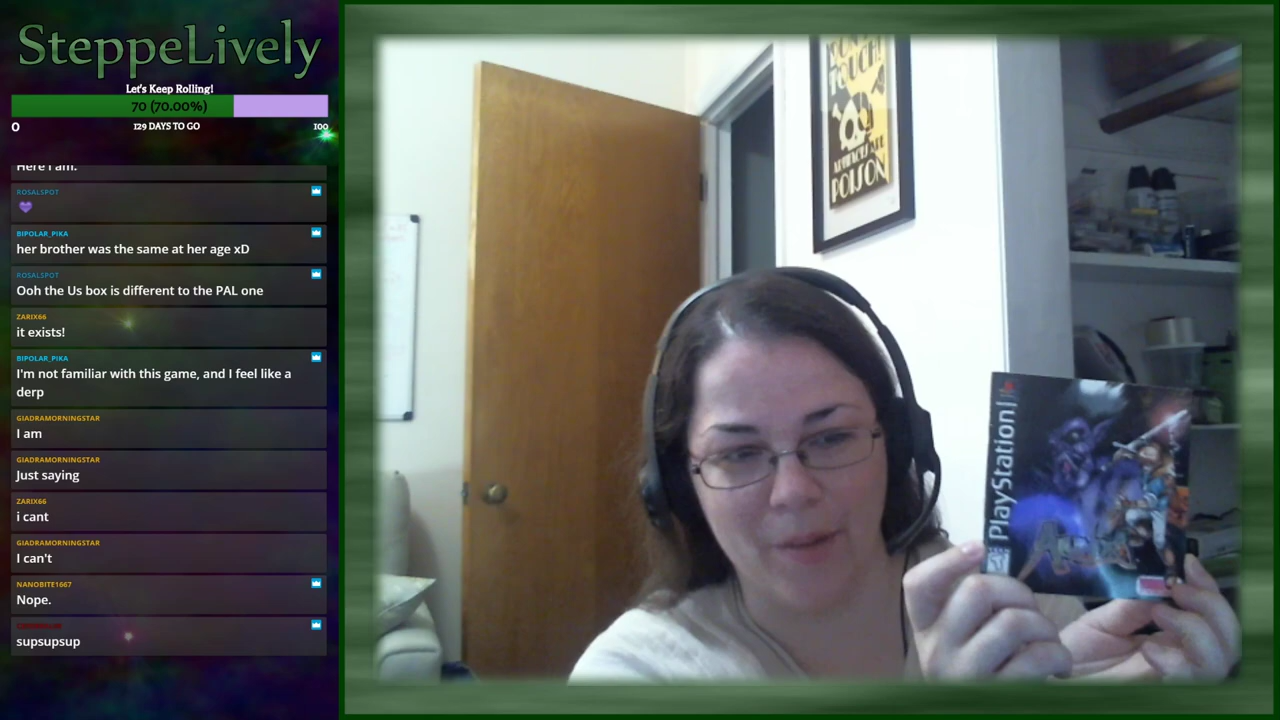 SteppeLively
Let's Keep Rolling!
70 (70.00%)
0
129 DAYS TO GO
100
Here I am.
ROSALSPOT
BIPOLAR_PIKA
her brother was the same at her age xD
ROSALSPOT
Ooh the Us box is different to the PAL one
ZARIX66
it exists!
BIPOLAR_PIKA
I'm not familiar with this game, and I feel like a
derp
GIADRAMORNINGSTAR
I am
GIADRAMORNINGSTAR
Just saying
ZARIX66
i cant
GIADRAMORNINGSTAR
I can't
NANOBITE1667
Nope.
supsupsup
TOUCH!
ARTIFACTS ARE
POISON
PlayStation